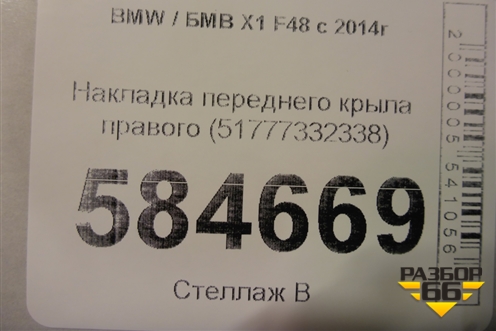 BMW / БМВ X1 F48 с 2014г
Накладка переднего крыла
правого (51777332338)
584669
Стеллаж В
2000005541056
РАЗБОР
66